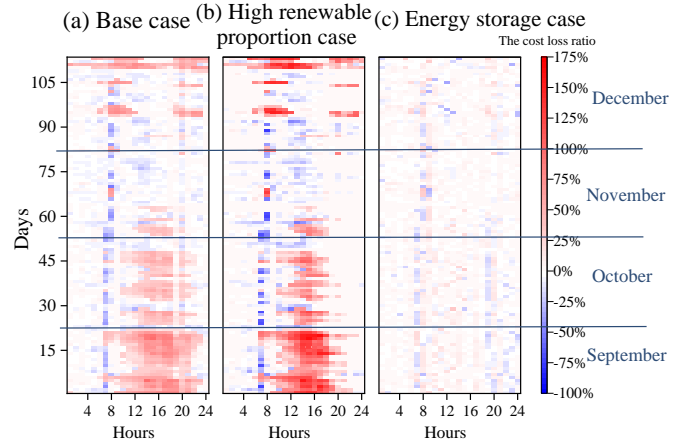 (a) Base case
(b) High renewable
proportion case
(c) Energy storage case
The cost loss ratio
175%
150%
125%
100%
75%
50%
25%
0%
-25%
-50%
-75%
-100%
December
November
October
September
Days
105
90
75
60
45
30
15
4 8 12 16 20 24
4 8 12 16 20 24
4 8 12 16 20 24
Hours
Hours
Hours